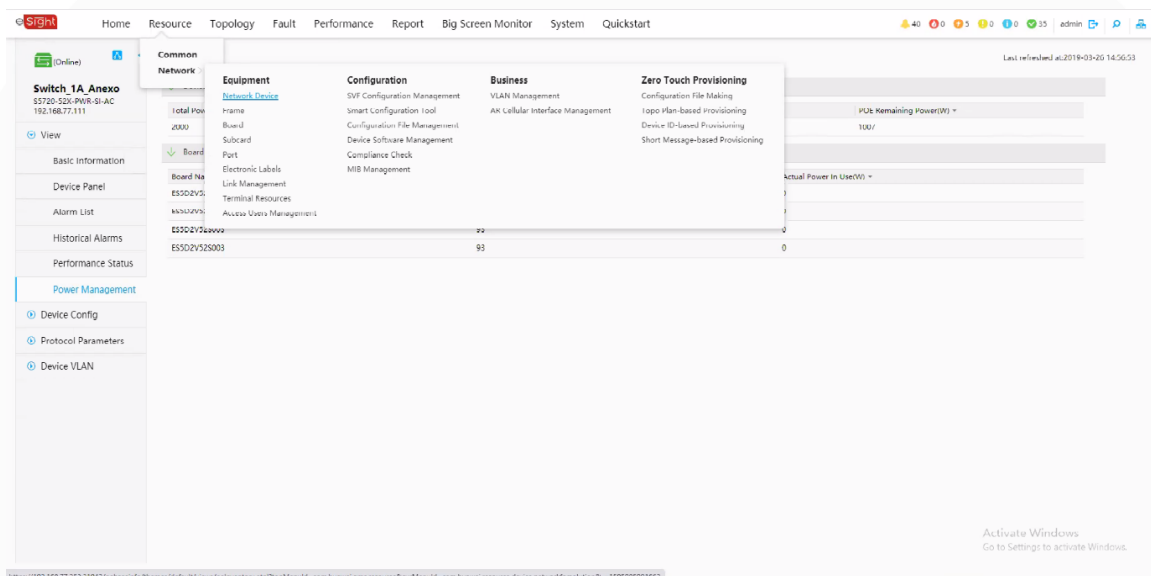 eSight Home Resource Topology Fault Performance Report Big Screen Monitor System Quickstart 40 0 5 0 0 35 admin
(Online)
Switch_1A_Anexo
S5720-52X-PWR-SI-AC
192.168.77.111
View
Basic Information
Device Panel
Alarm List
Historical Alarms
Performance Status
Power Management
Device Config
Protocol Parameters
Device VLAN
Common
Network
Equipment
Network Device
Frame
Board
Subcard
Port
Electronic Labels
Link Management
Terminal Resources
Access Users Management
Configuration
SVF Configuration Management
Smart Configuration Tool
Configuration File Management
Device Software Management
Compliance Check
MIB Management
Business
VLAN Management
AR Cellular Interface Management
Zero Touch Provisioning
Configuration File Making
Topo Plan-based Provisioning
Device ID-based Provisioning
Short Message-based Provisioning
Last refreshed at:2019-03-26 14:56:53
Total Pow POE Remaining Power(W)
2000 1007
Board
Board Na Actual Power In Use(W)
ES5D2V52
ES5D2V52
ES5D2V52S003 93 0
ES5D2V52S003 93 0
Activate Windows
Go to Settings to activate Windows.